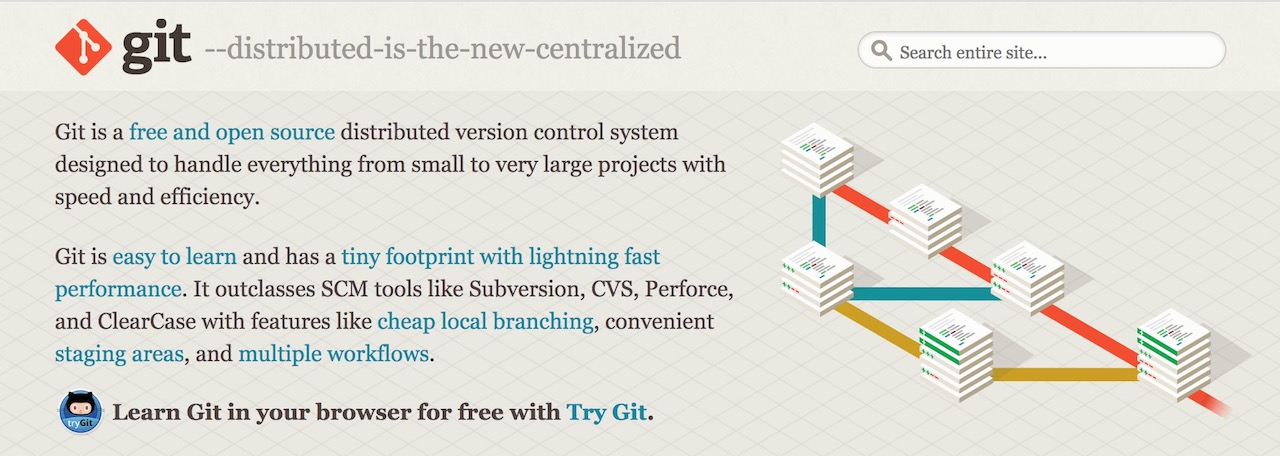 git --distributed-is-the-new-centralized
Search entire site...
Git is a free and open source distributed version control system
designed to handle everything from small to very large projects with
speed and efficiency.
Git is easy to learn and has a tiny footprint with lightning fast
performance. It outclasses SCM tools like Subversion, CVS, Perforce,
and ClearCase with features like cheap local branching, convenient
staging areas, and multiple workflows.
tryGit
Learn Git in your browser for free with Try Git.